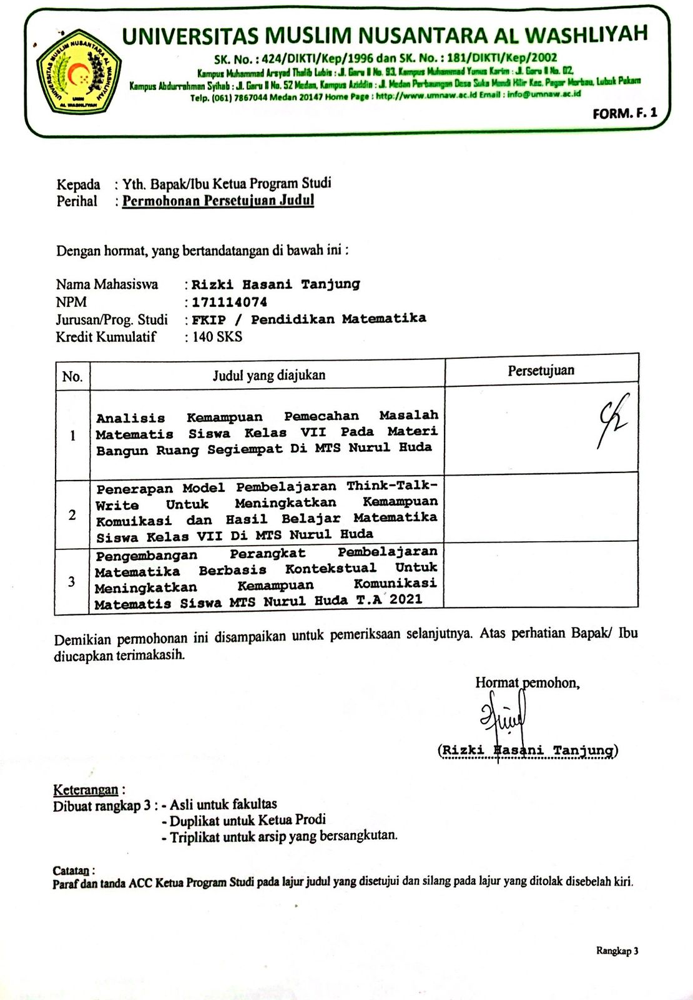 UNIVERSITAS MUSLIM NUSANTARA AL WASHLIYAH
SK. No. : 424/DIKTI/Kep/1996 dan SK. No. : 181/DIKTI/Kep/2002
Kampus Muhammad Arsyad Thalib Lubis : Jl. Garu II No. 93, Kampus Muhammad Yunus Karim : Jl. Garu II No. 02,
Kampus Abdurrahman Syihab : Jl. Garu II No. 52 Medan, Kampus Aziddin : Jl. Medan Perbaungan Desa Suka Mandi Hilir Kec. Pagar Merbau, Lubuk Pakam
Telp. (061) 7867044 Medan 20147 Home Page : http://www.umnaw.ac.id Email : info@umnaw.ac.id
UNIVERSITAS MUSLIM NUSANTARA AL WASHLIYAH
UMN
AL WASHLIYAH
FORM. F. 1
Kepada : Yth. Bapak/Ibu Ketua Program Studi
Perihal : Permohonan Persetujuan Judul
Dengan hormat, yang bertandatangan di bawah ini :
Nama Mahasiswa : Rizki Hasani Tanjung
NPM : 171114074
Jurusan/Prog. Studi : FKIP / Pendidikan Matematika
Kredit Kumulatif : 140 SKS
No. Judul yang diajukan Persetujuan
1
Analisis Kemampuan Pemecahan Masalah
Matematis Siswa Kelas VII Pada Materi
Bangun Ruang Segiempat Di MTS Nurul Huda
2
Penerapan Model Pembelajaran Think-Talk-
Write Untuk Meningkatkan Kemampuan
Komuikasi dan Hasil Belajar Matematika
Siswa Kelas VII Di MTS Nurul Huda
3
Pengembangan Perangkat Pembelajaran
Matematika Berbasis Kontekstual Untuk
Meningkatkan Kemampuan Komunikasi
Matematis Siswa MTS Nurul Huda T.A 2021
Demikian permohonan ini disampaikan untuk pemeriksaan selanjutnya. Atas perhatian Bapak/ Ibu
diucapkan terimakasih.
Hormat pemohon,
(Rizki Hasani Tanjung)
Keterangan :
Dibuat rangkap 3 : - Asli untuk fakultas
- Duplikat untuk Ketua Prodi
- Triplikat untuk arsip yang bersangkutan.
Catatan :
Paraf dan tanda ACC Ketua Program Studi pada lajur judul yang disetujui dan silang pada lajur yang ditolak disebelah kiri.
Rangkap 3